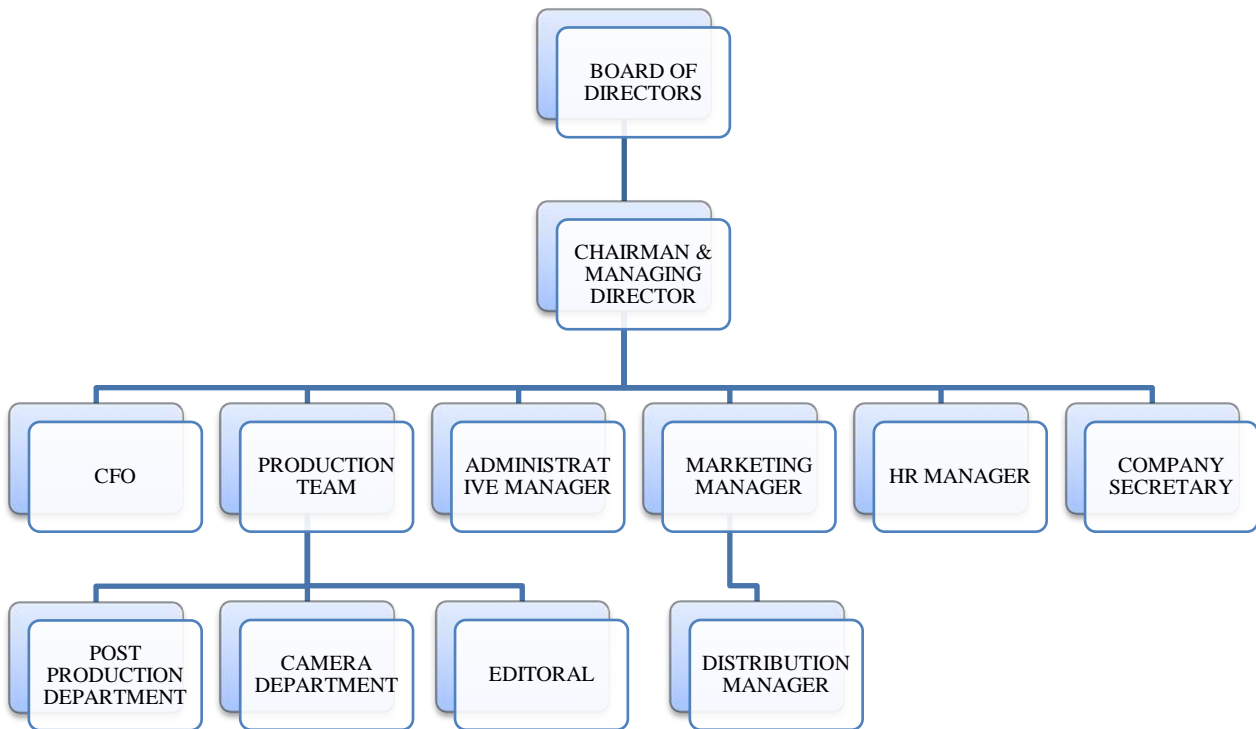 BOARD OF
DIRECTORS
CHAIRMAN &
MANAGING
DIRECTOR
CFO
PRODUCTION
TEAM
ADMINISTRAT
IVE MANAGER
MARKETING
MANAGER
HR MANAGER
COMPANY
SECRETARY
POST
PRODUCTION
DEPARTMENT
CAMERA
DEPARTMENT
EDITORAL
DISTRIBUTION
MANAGER